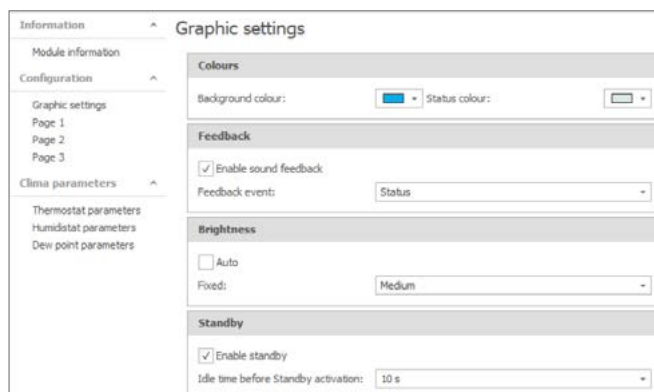 Information
Module information
Configuration
Graphic settings
Page 1
Page 2
Page 3
Clima parameters
Thermostat parameters
Humidistat parameters
Dew point parameters
Graphic settings
Colours
Background colour: Status colour:
Feedback
Enable sound feedback
Feedback event: Status
Brightness
Auto
Fixed: Medium
Standby
Enable standby
Idle time before Standby activation: 10 s